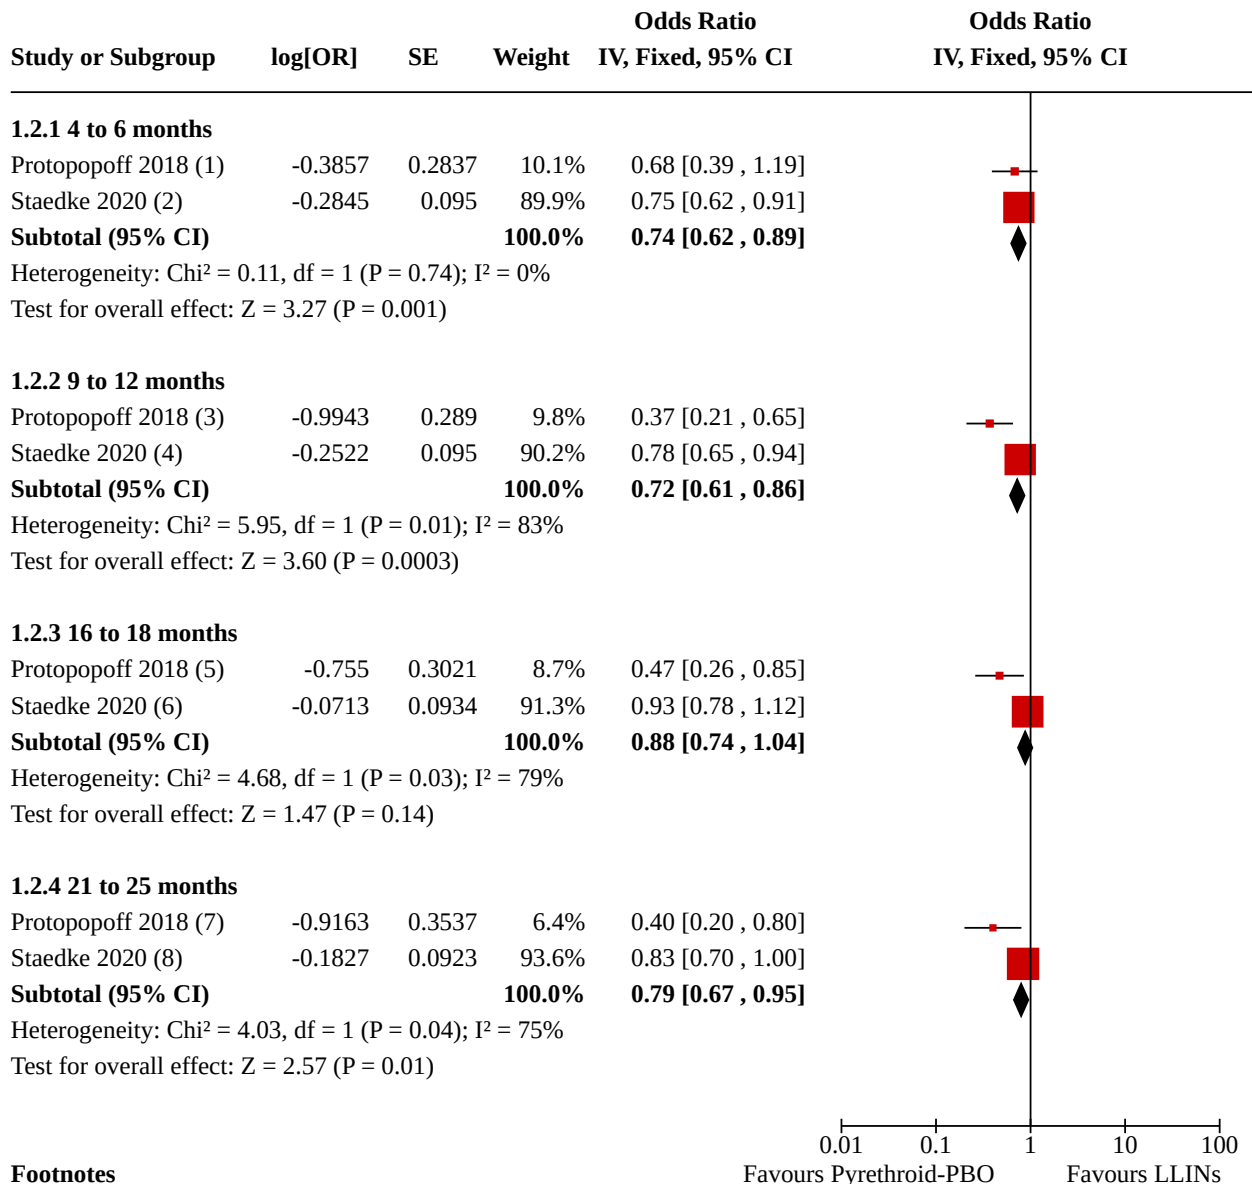 Odds Ratio Odds Ratio
Study or Subgroup log[OR] SE Weight IV, Fixed, 95% CI IV, Fixed, 95% CI
1.2.1 4 to 6 months
Protopopoff 2018 (1) -0.3857 0.2837 10.1% 0.68 [0.39 , 1.19]
Staedke 2020 (2) -0.2845 0.095 89.9% 0.75 [0.62 , 0.91]
Subtotal (95% CI) 100.0% 0.74 [0.62 , 0.89]
Heterogeneity: Chi² = 0.11, df = 1 (P = 0.74); I² = 0%
Test for overall effect: Z = 3.27 (P = 0.001)
1.2.2 9 to 12 months
Protopopoff 2018 (3) -0.9943 0.289 9.8% 0.37 [0.21 , 0.65]
Staedke 2020 (4) -0.2522 0.095 90.2% 0.78 [0.65 , 0.94]
Subtotal (95% CI) 100.0% 0.72 [0.61 , 0.86]
Heterogeneity: Chi² = 5.95, df = 1 (P = 0.01); I² = 83%
Test for overall effect: Z = 3.60 (P = 0.0003)
1.2.3 16 to 18 months
Protopopoff 2018 (5) -0.755 0.3021 8.7% 0.47 [0.26 , 0.85]
Staedke 2020 (6) -0.0713 0.0934 91.3% 0.93 [0.78 , 1.12]
Subtotal (95% CI) 100.0% 0.88 [0.74 , 1.04]
Heterogeneity: Chi² = 4.68, df = 1 (P = 0.03); I² = 79%
Test for overall effect: Z = 1.47 (P = 0.14)
1.2.4 21 to 25 months
Protopopoff 2018 (7) -0.9163 0.3537 6.4% 0.40 [0.20 , 0.80]
Staedke 2020 (8) -0.1827 0.0923 93.6% 0.83 [0.70 , 1.00]
Subtotal (95% CI) 100.0% 0.79 [0.67 , 0.95]
Heterogeneity: Chi² = 4.03, df = 1 (P = 0.04); I² = 75%
Test for overall effect: Z = 2.57 (P = 0.01)
0.01 0.1 1 10 100
Footnotes Favours Pyrethroid-PBO Favours LLINs